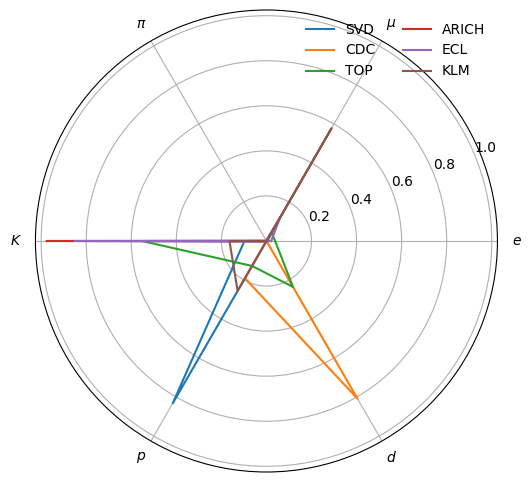 π
μ
SVD ARICH
CDC ECL
TOP KLM
1.0
0.8
0.6
0.4
0.2
K
e
p
d